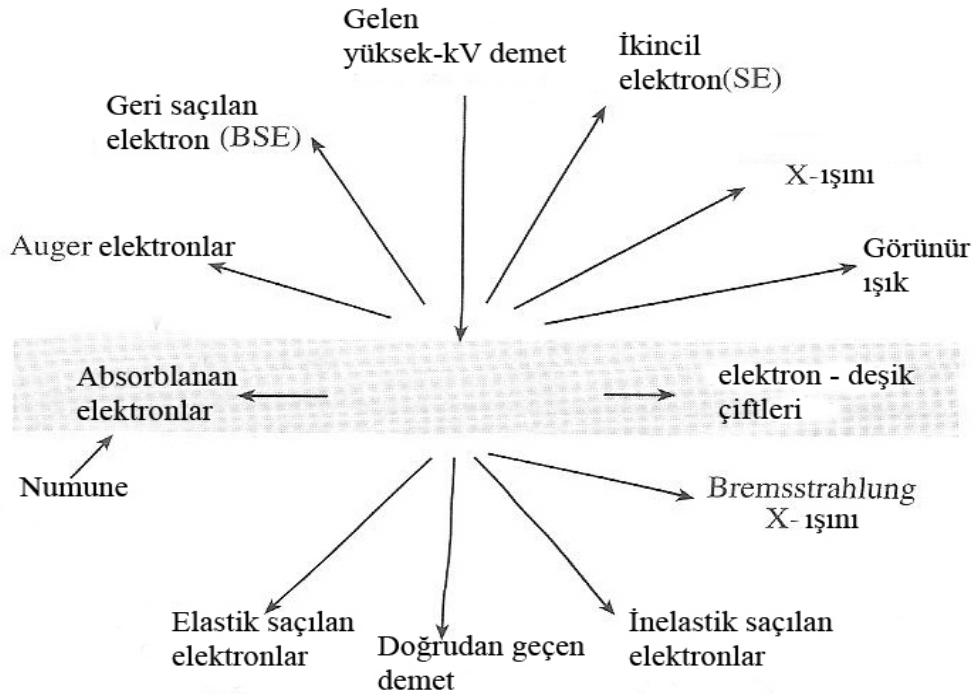 Gelen
yüksek-kV demet
İkincil
elektron(SE)
Geri saçılan
elektron (BSE)
X-ışını
Auger elektronlar
Görünür
ışık
Absorblanan
elektronlar
elektron - deşik
çiftleri
Numune
Bremsstrahlung
X- ışını
Elastik saçılan
elektronlar
Doğrudan geçen
demet
İnelastik saçılan
elektronlar